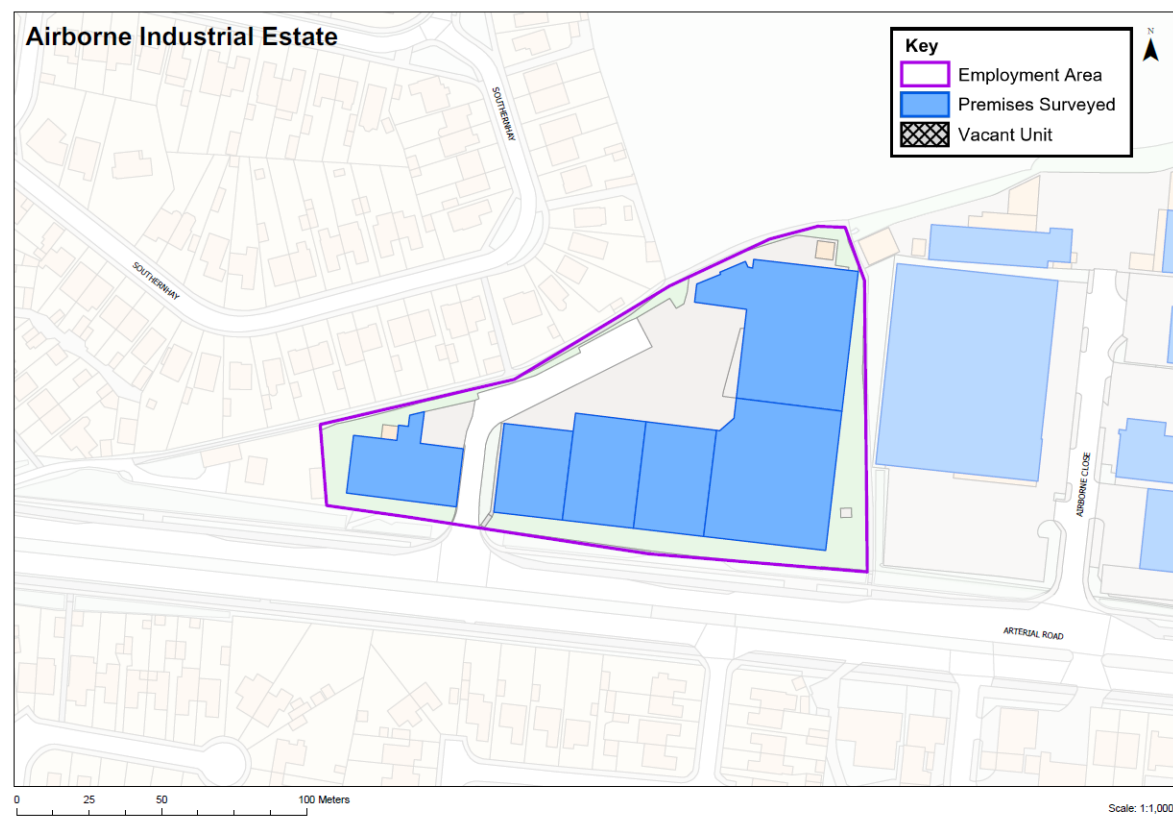 Airborne Industrial Estate
Key
Employment Area
Premises Surveyed
Vacant Unit
N
SOUTHERNHAY
SOUTHERNHAY
AIRBORNE CLOSE
ARTERIAL ROAD
0 25 50 100 Meters
Scale: 1:1,000